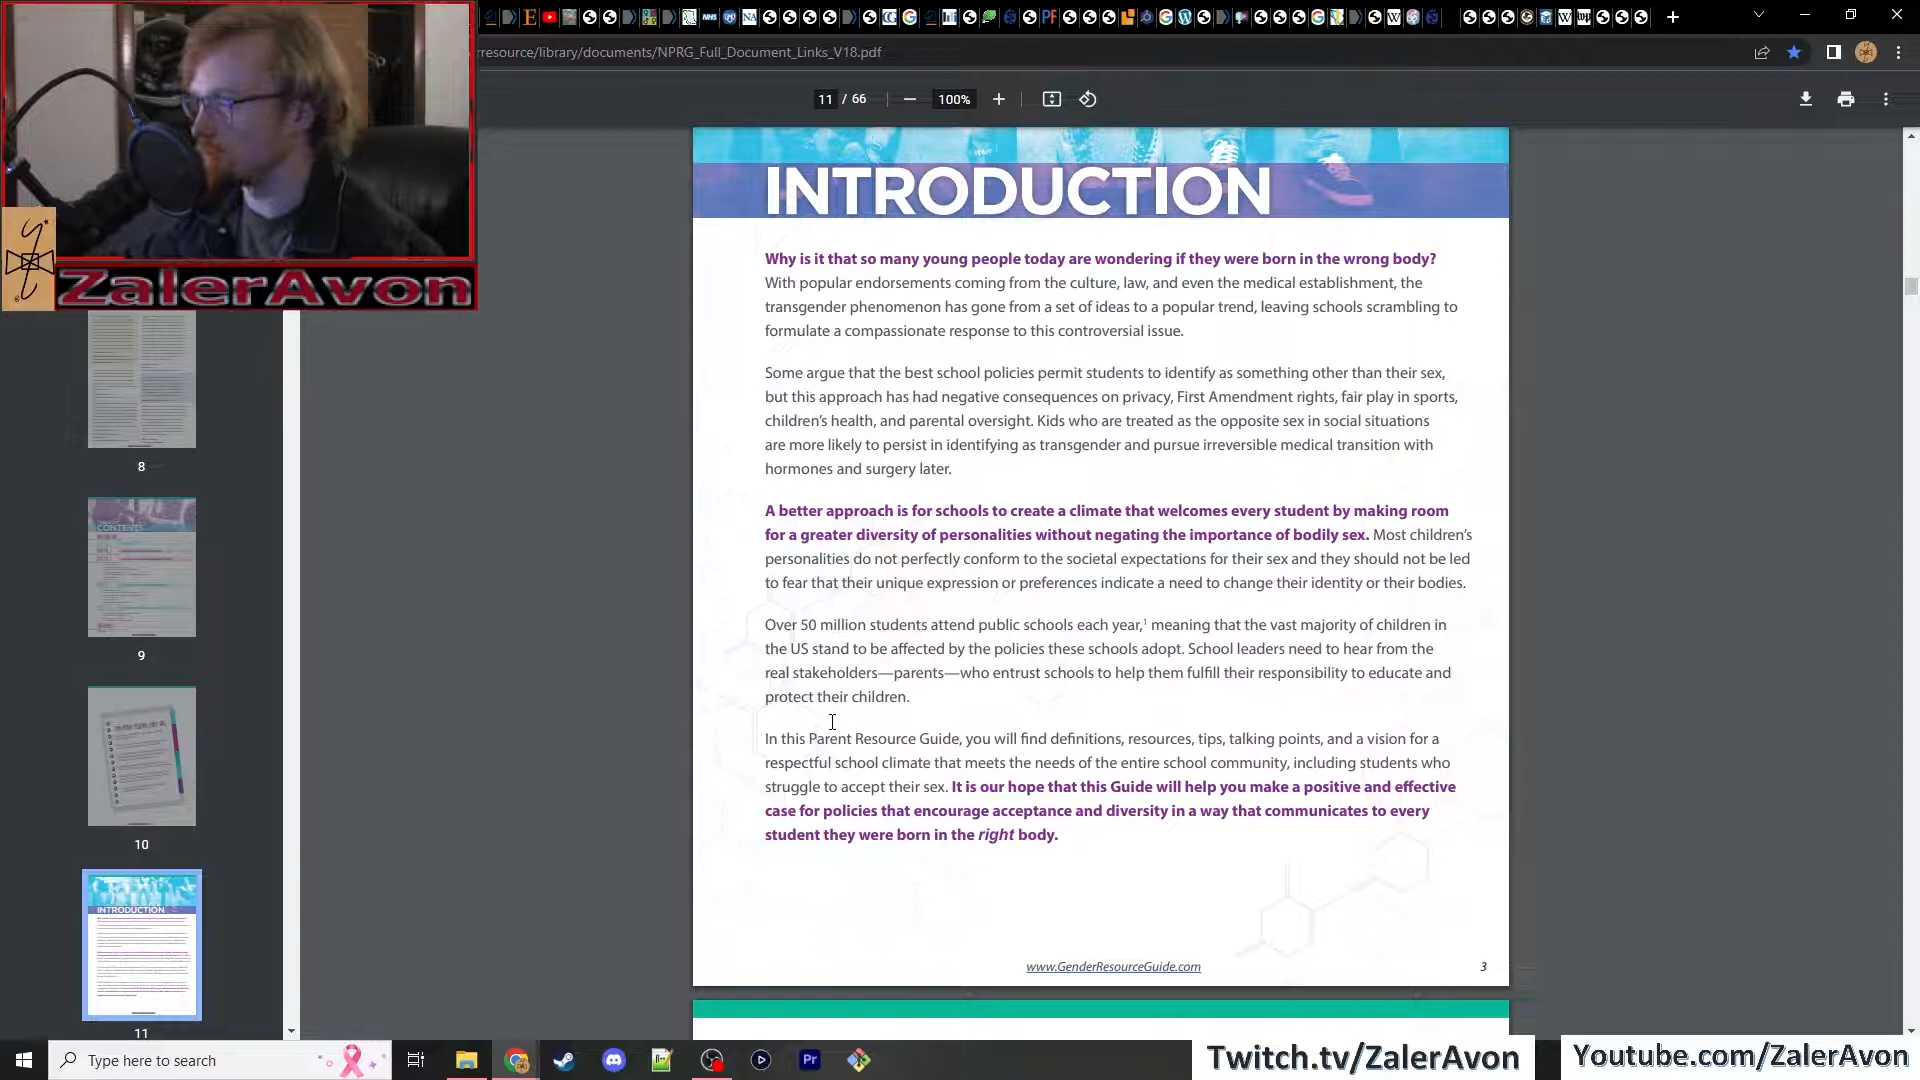 rresource/library/documents/NPRG_Full_Document_Links_V18.pdf
11 / 66
100%
ZalerAvon
INTRODUCTION
Why is it that so many young people today are wondering if they were born in the wrong body?
With popular endorsements coming from the culture, law, and even the medical establishment, the
transgender phenomenon has gone from a set of ideas to a popular trend, leaving schools scrambling to
formulate a compassionate response to this controversial issue.
Some argue that the best school policies permit students to identify as something other than their sex,
but this approach has had negative consequences on privacy, First Amendment rights, fair play in sports,
children's health, and parental oversight. Kids who are treated as the opposite sex in social situations
are more likely to persist in identifying as transgender and pursue irreversible medical transition with
hormones and surgery later.
A better approach is for schools to create a climate that welcomes every student by making room
for a greater diversity of personalities without negating the importance of bodily sex. Most children's
personalities do not perfectly conform to the societal expectations for their sex and they should not be led
to fear that their unique expression or preferences indicate a need to change their identity or their bodies.
Over 50 million students attend public schools each year,¹ meaning that the vast majority of children in
the US stand to be affected by the policies these schools adopt. School leaders need to hear from the
real stakeholders—parents—who entrust schools to help them fulfill their responsibility to educate and
protect their children.
In this Parent Resource Guide, you will find definitions, resources, tips, talking points, and a vision for a
respectful school climate that meets the needs of the entire school community, including students who
struggle to accept their sex. It is our hope that this Guide will help you make a positive and effective
case for policies that encourage acceptance and diversity in a way that communicates to every
student they were born in the right body.
www.GenderResourceGuide.com
3
8
CONTENTS
9
10
INTRODUCTION
11
Type here to search
Pr
Twitch.tv/ZalerAvon
Youtube.com/ZalerAvon